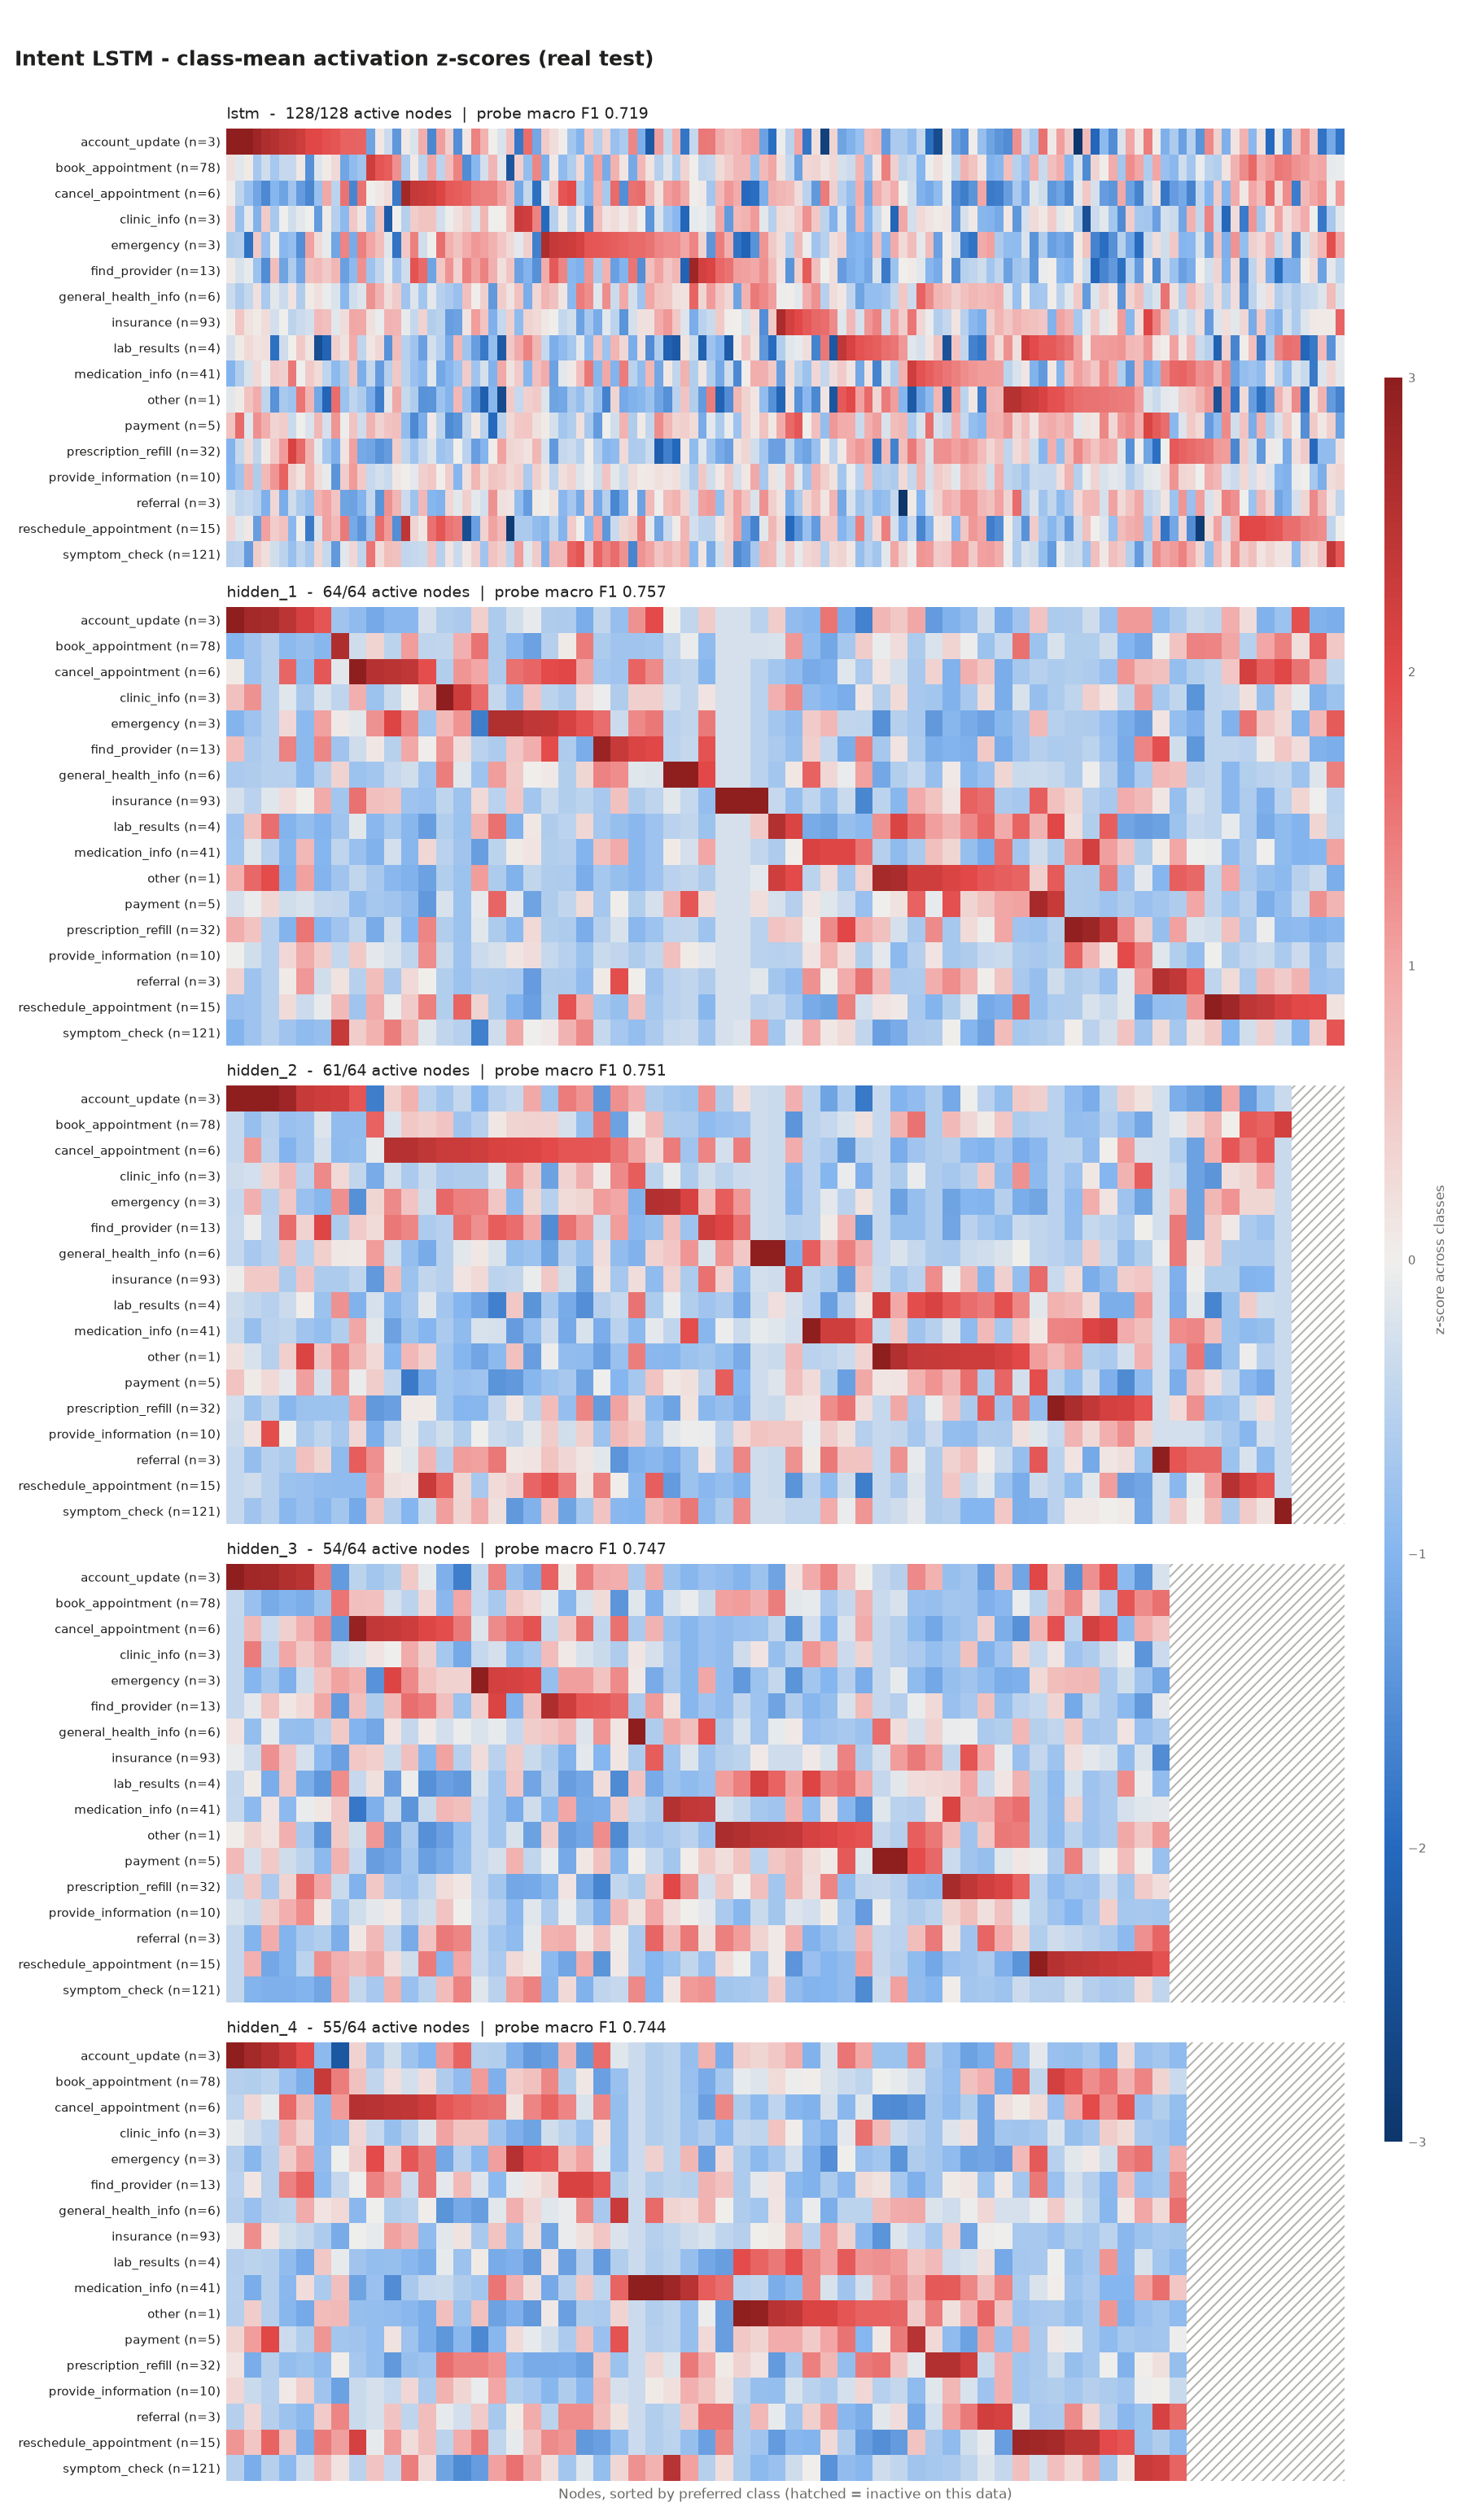 Intent LSTM - class-mean activation z-scores (real test)
lstm - 128/128 active nodes | probe macro F1 0.719
account_update (n=3)
book_appointment (n=78)
cancel_appointment (n=6)
clinic_info (n=3)
emergency (n=3)
find_provider (n=13)
general_health_info (n=6)
insurance (n=93)
lab_results (n=4)
medication_info (n=41)
other (n=1)
payment (n=5)
prescription_refill (n=32)
provide_information (n=10)
referral (n=3)
reschedule_appointment (n=15)
symptom_check (n=121)
hidden_1 - 64/64 active nodes | probe macro F1 0.757
account_update (n=3)
book_appointment (n=78)
cancel_appointment (n=6)
clinic_info (n=3)
emergency (n=3)
find_provider (n=13)
general_health_info (n=6)
insurance (n=93)
lab_results (n=4)
medication_info (n=41)
other (n=1)
payment (n=5)
prescription_refill (n=32)
provide_information (n=10)
referral (n=3)
reschedule_appointment (n=15)
symptom_check (n=121)
hidden_2 - 61/64 active nodes | probe macro F1 0.751
account_update (n=3)
book_appointment (n=78)
cancel_appointment (n=6)
clinic_info (n=3)
emergency (n=3)
find_provider (n=13)
general_health_info (n=6)
insurance (n=93)
lab_results (n=4)
medication_info (n=41)
other (n=1)
payment (n=5)
prescription_refill (n=32)
provide_information (n=10)
referral (n=3)
reschedule_appointment (n=15)
symptom_check (n=121)
hidden_3 - 54/64 active nodes | probe macro F1 0.747
account_update (n=3)
book_appointment (n=78)
cancel_appointment (n=6)
clinic_info (n=3)
emergency (n=3)
find_provider (n=13)
general_health_info (n=6)
insurance (n=93)
lab_results (n=4)
medication_info (n=41)
other (n=1)
payment (n=5)
prescription_refill (n=32)
provide_information (n=10)
referral (n=3)
reschedule_appointment (n=15)
symptom_check (n=121)
hidden_4 - 55/64 active nodes | probe macro F1 0.744
account_update (n=3)
book_appointment (n=78)
cancel_appointment (n=6)
clinic_info (n=3)
emergency (n=3)
find_provider (n=13)
general_health_info (n=6)
insurance (n=93)
lab_results (n=4)
medication_info (n=41)
other (n=1)
payment (n=5)
prescription_refill (n=32)
provide_information (n=10)
referral (n=3)
reschedule_appointment (n=15)
symptom_check (n=121)
Nodes, sorted by preferred class (hatched = inactive on this data)
3
2
1
0
−1
−2
−3
z-score across classes